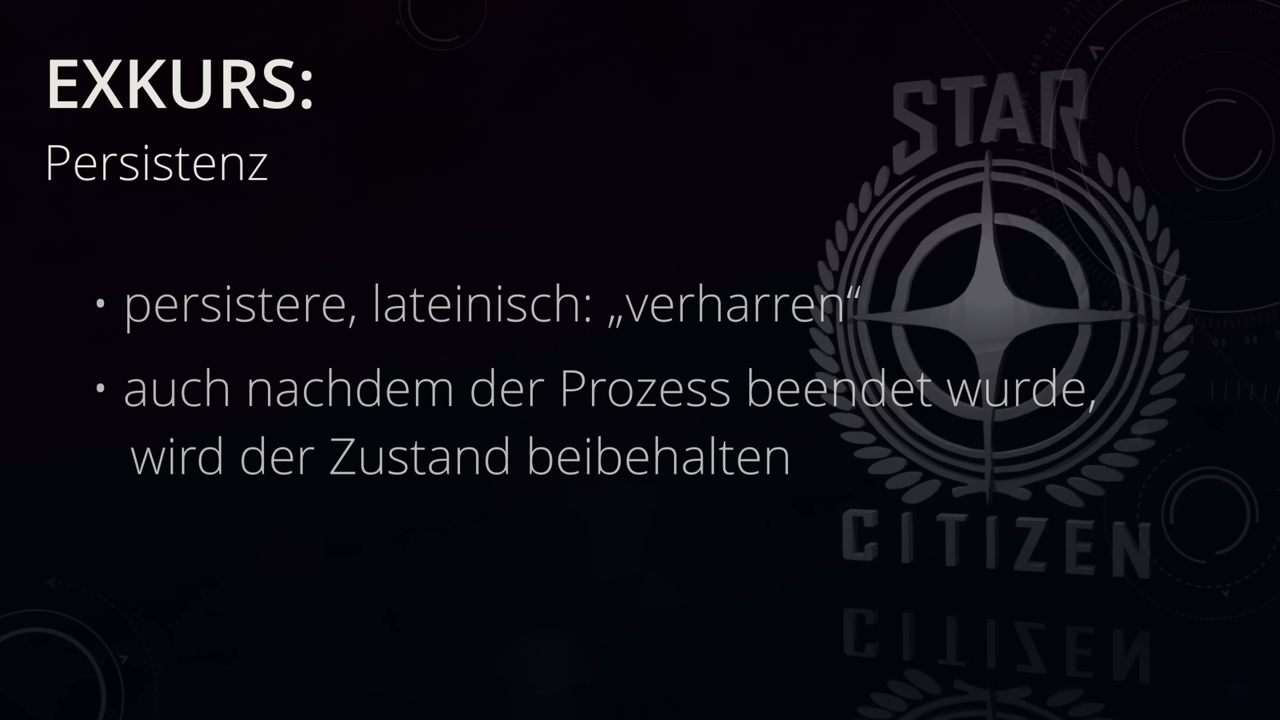 EXKURS:
Persistenz
• persistere, lateinisch: „verharren“
• auch nachdem der Prozess beendet wurde,
wird der Zustand beibehalten
STAR
CITIZEN